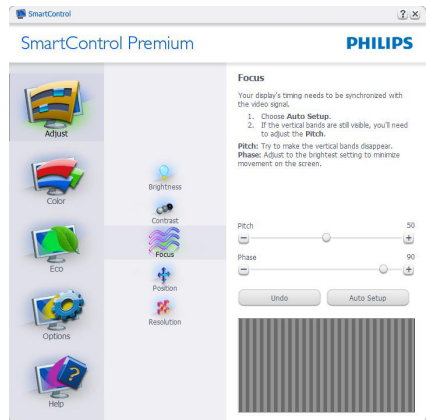 SmartControl
? ×
SmartControl Premium
PHILIPS
Adjust
Color
Eco
Options
Help
Brightness
Contrast
Focus
Position
Resolution
Focus
Your display's timing needs to be synchronized with
the video signal.
1. Choose Auto Setup.
2. If the vertical bands are still visible, you'll need
to adjust the Pitch.
Pitch: Try to make the vertical bands disappear.
Phase: Adjust to the brightest setting to minimize
movement on the screen.
Pitch 50
Phase 90
Undo Auto Setup